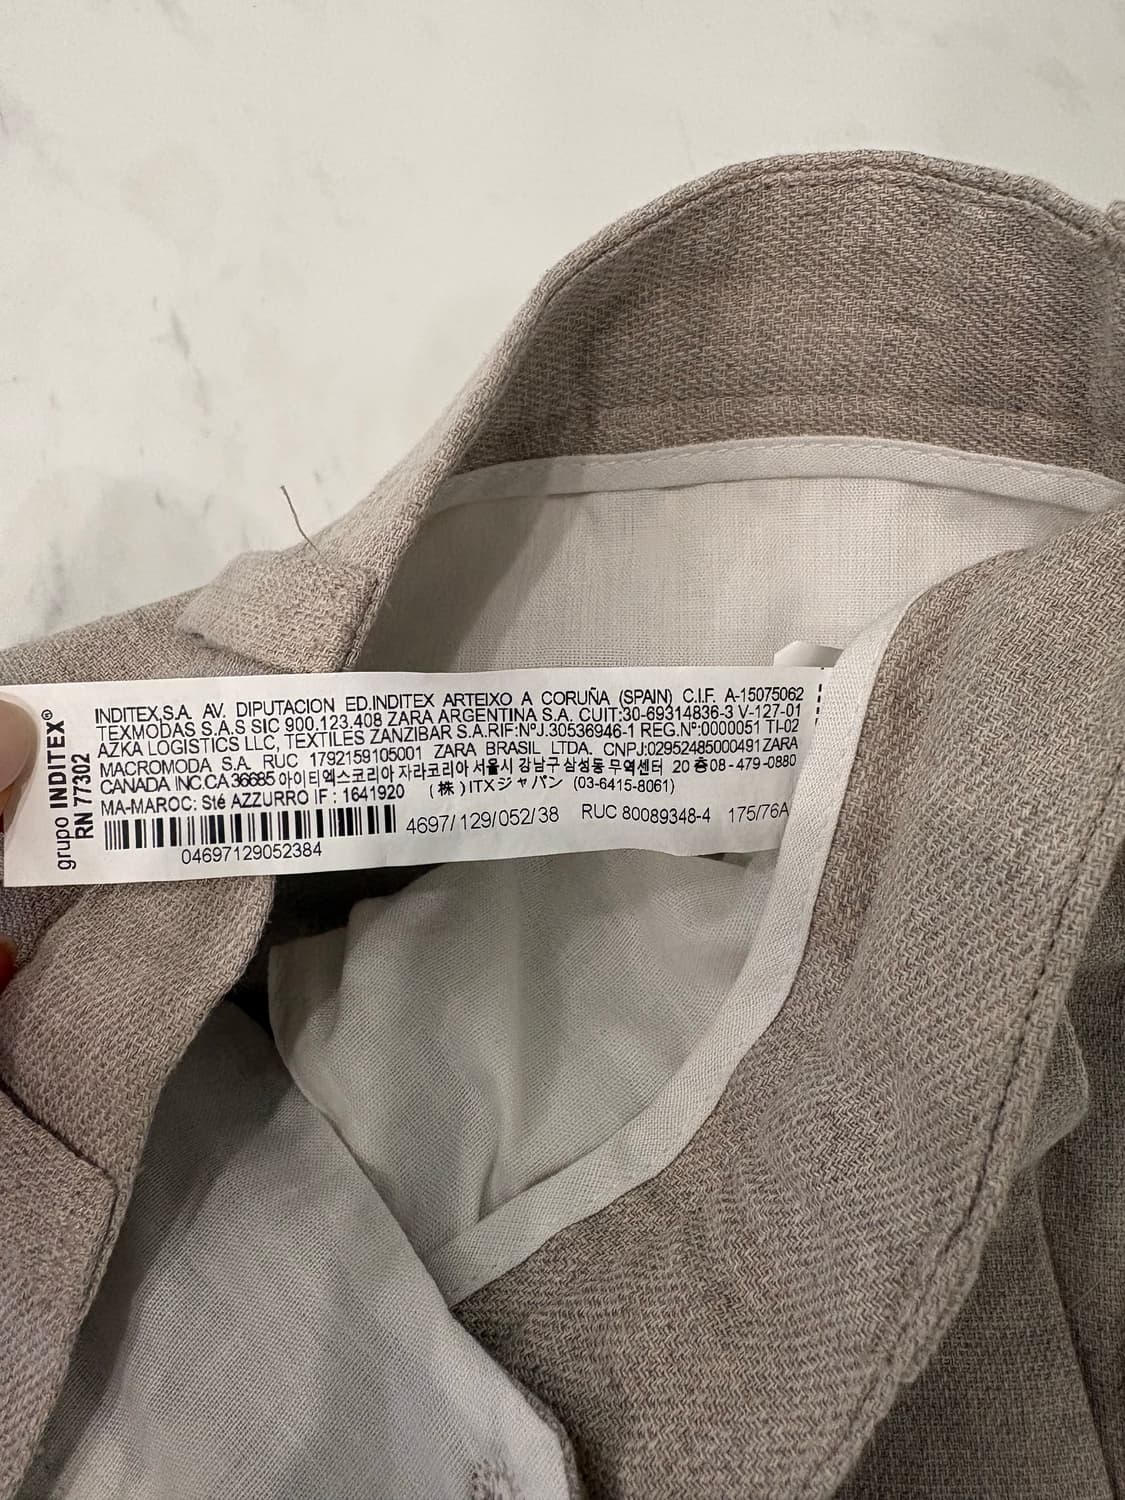 grupo INDITEX®
RN 77302
INDITEX,S.A. AV. DIPUTACION ED.INDITEX ARTEIXO A CORUÑA (SPAIN) C.I.F. A-15075062
TEXMODAS S.A.S SIC 900.123.408 ZARA ARGENTINA S.A. CUIT:30-69314836-3 V-127-01
AZKA LOGISTICS LLC, TEXTILES ZANZIBAR S.A.RIF:NºJ.30536946-1 REG.Nº:0000051 TI-02
MACROMODA S.A. RUC 1792159105001 ZARA BRASIL LTDA. CNPJ:02952485000491 ZARA
CANADA INC.CA 36685 아이티엑스코리아 자라코리아 서울시 강남구 삼성동 무역센터 20 층 08-479-0880
MA-MAROC: Sté AZZURRO IF : 1641920 (株)ITXジャパン (03-6415-8061)
4697/129/052/38 RUC 80089348-4 175/76A
04697129052384